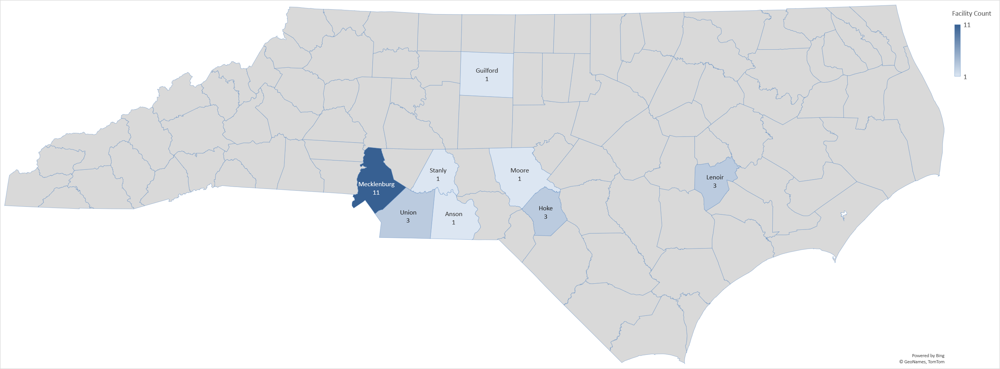 Facility Count
11
1
Guilford
1
Stanly
1
Moore
1
Mecklenburg
11
Lenoir
3
Union
3
Anson
1
Hoke
3
Powered by Bing
© GeoNames, TomTom